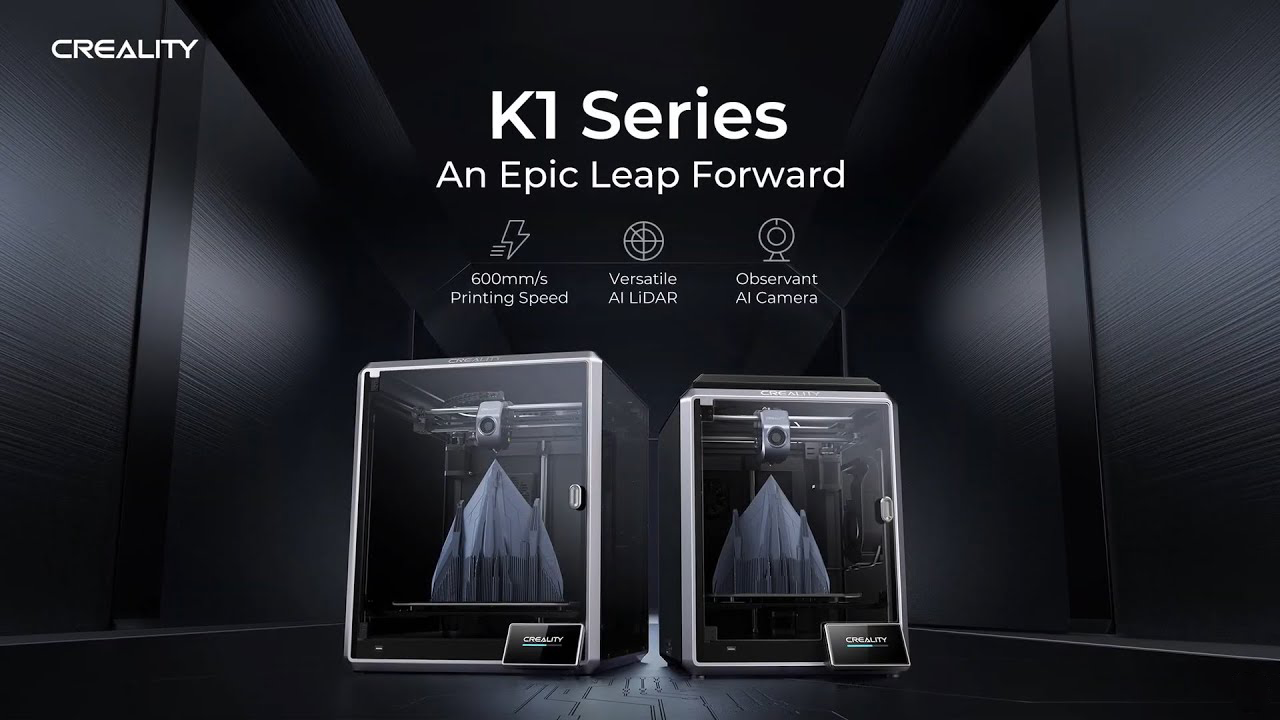 CREALITY
K1 Series
An Epic Leap Forward
600mm/s
Printing Speed
Versatile
AI LiDAR
Observant
AI Camera
CREALITY
CREALITY
CREALITY
CREALITY